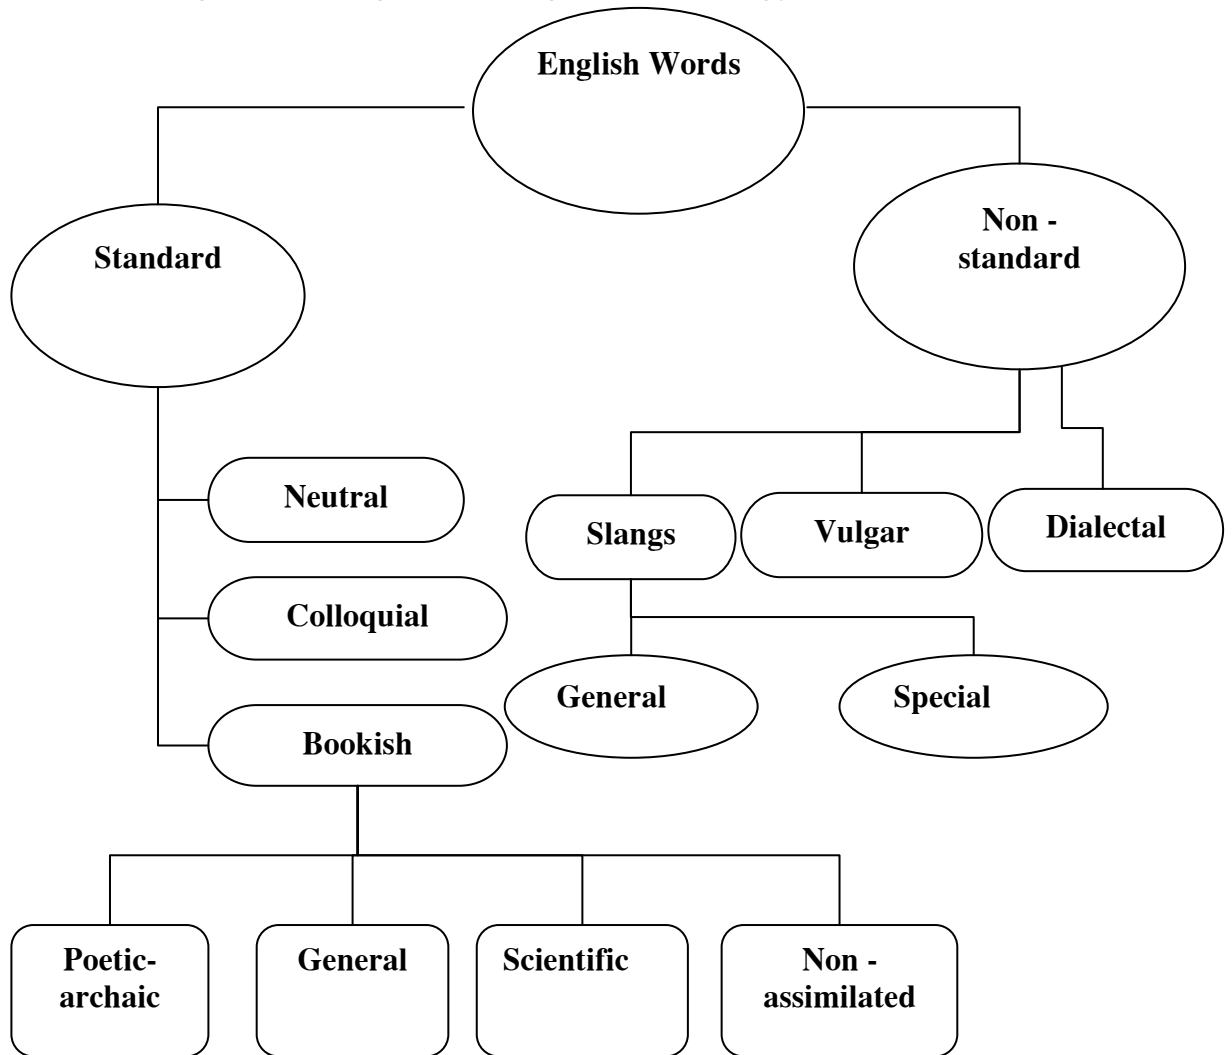 English Words
Standard
Non -
standard
Neutral
Slangs
Vulgar
Dialectal
Colloquial
General
Special
Bookish
Poetic-
archaic
General
Scientific
Non -
assimilated